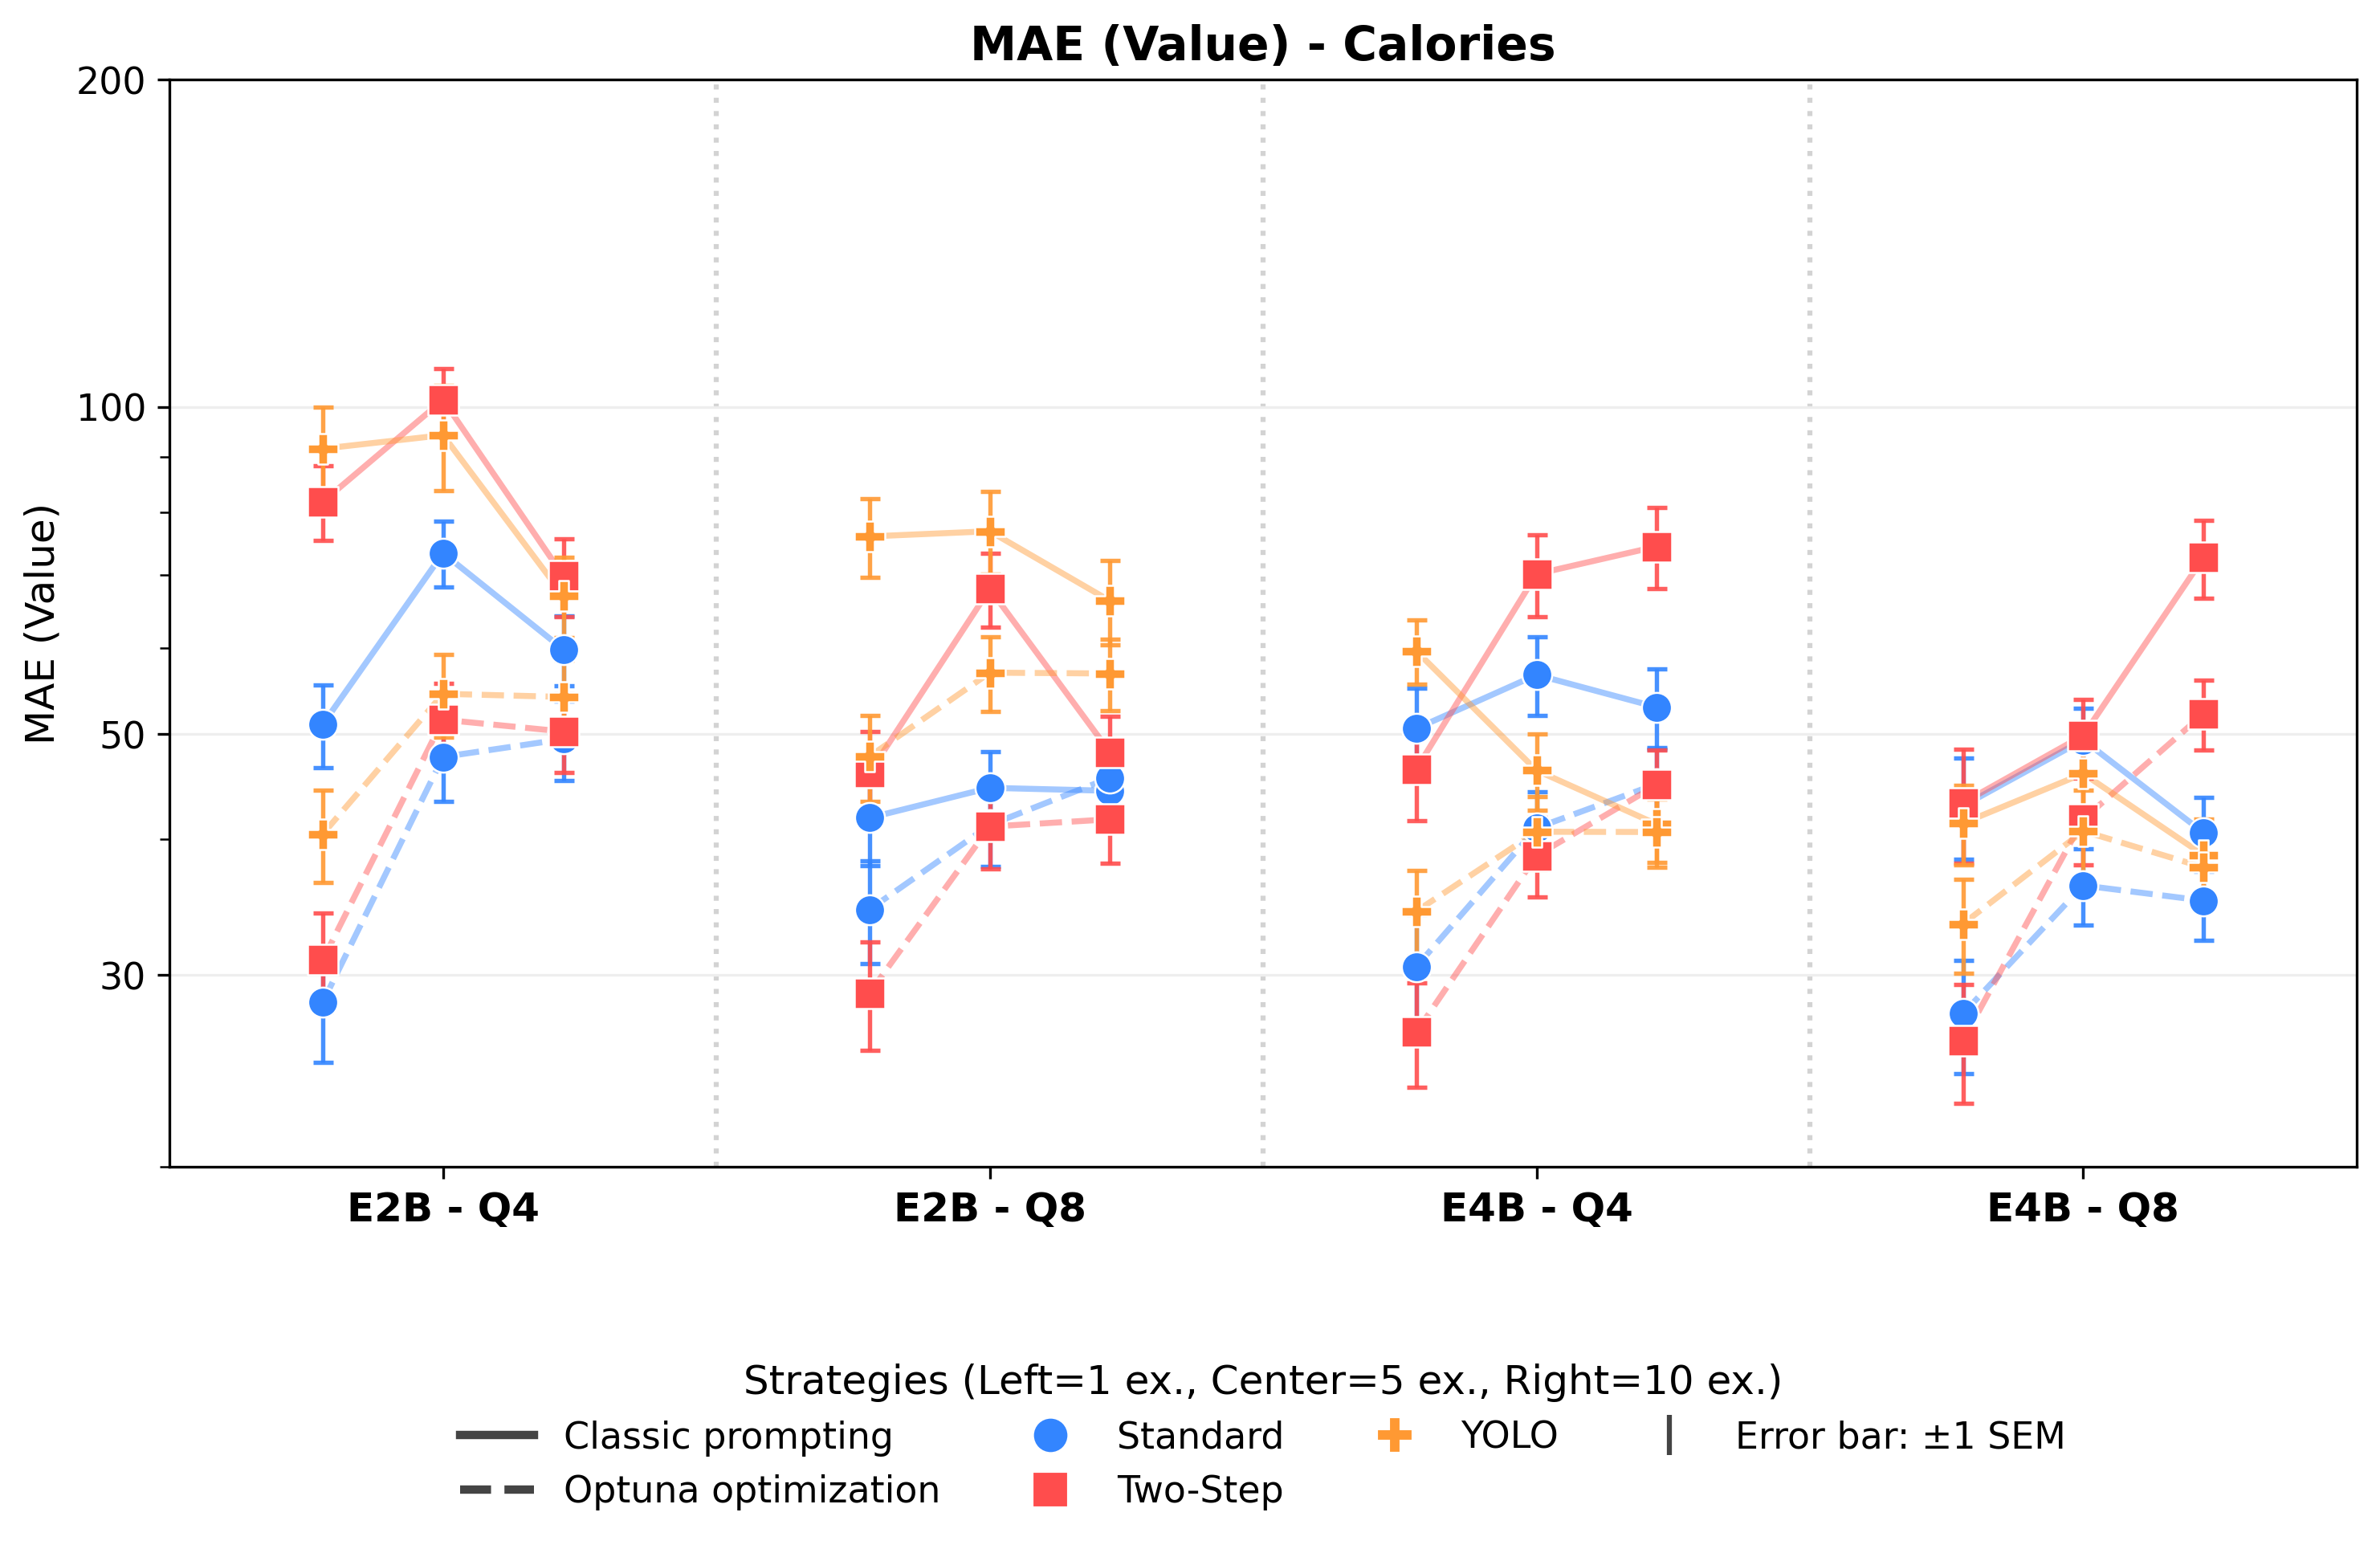 MAE (Value) - Calories
MAE (Value)
200
100
50
30
E2B - Q4
E2B - Q8
E4B - Q4
E4B - Q8
Strategies (Left=1 ex., Center=5 ex., Right=10 ex.)
Classic prompting
Optuna optimization
Standard
Two-Step
YOLO
Error bar: ±1 SEM